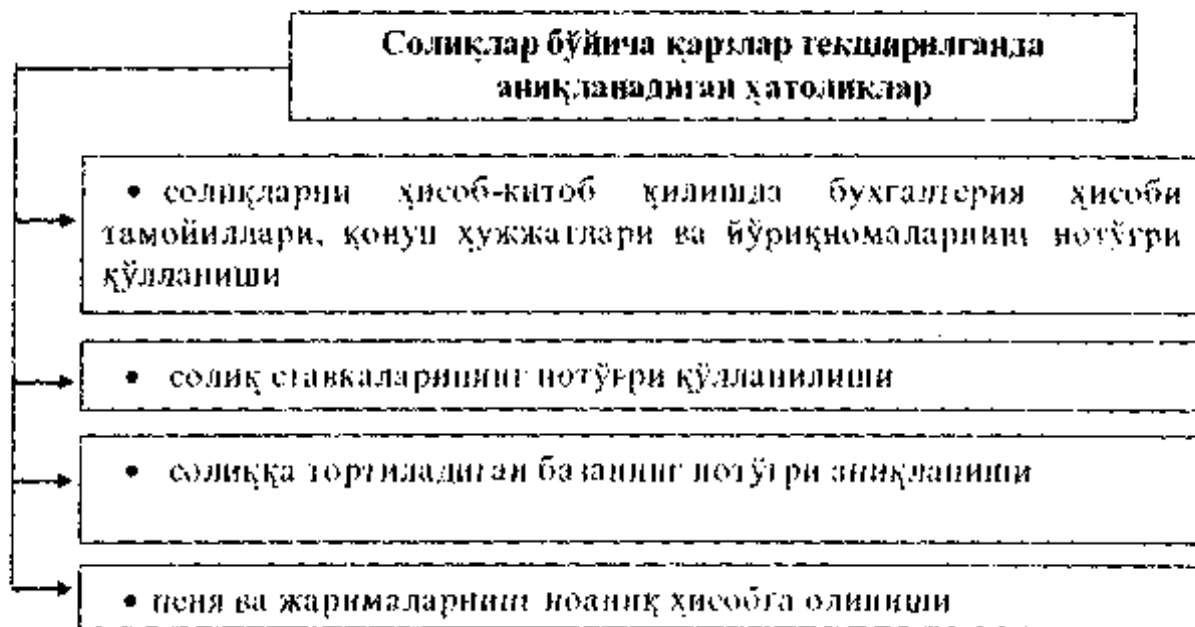 Солиқлар бўйича қарзлар текширилганда
аниқланадиган хатоликлар
• солиқларни ҳисоб-китоб қилишда бухгалтерия ҳисоби
тамойиллари, қонун ҳужжатлари ва йўриқномаларнинг нотўғри
қўлланиши
• солиқ ставкаларининг нотўғри қўлланилиши
• солиққа тортиладиган базанинг нотўғри аниқланиши
• пеня ва жарималарнинг ноаниқ ҳисобга олиниши